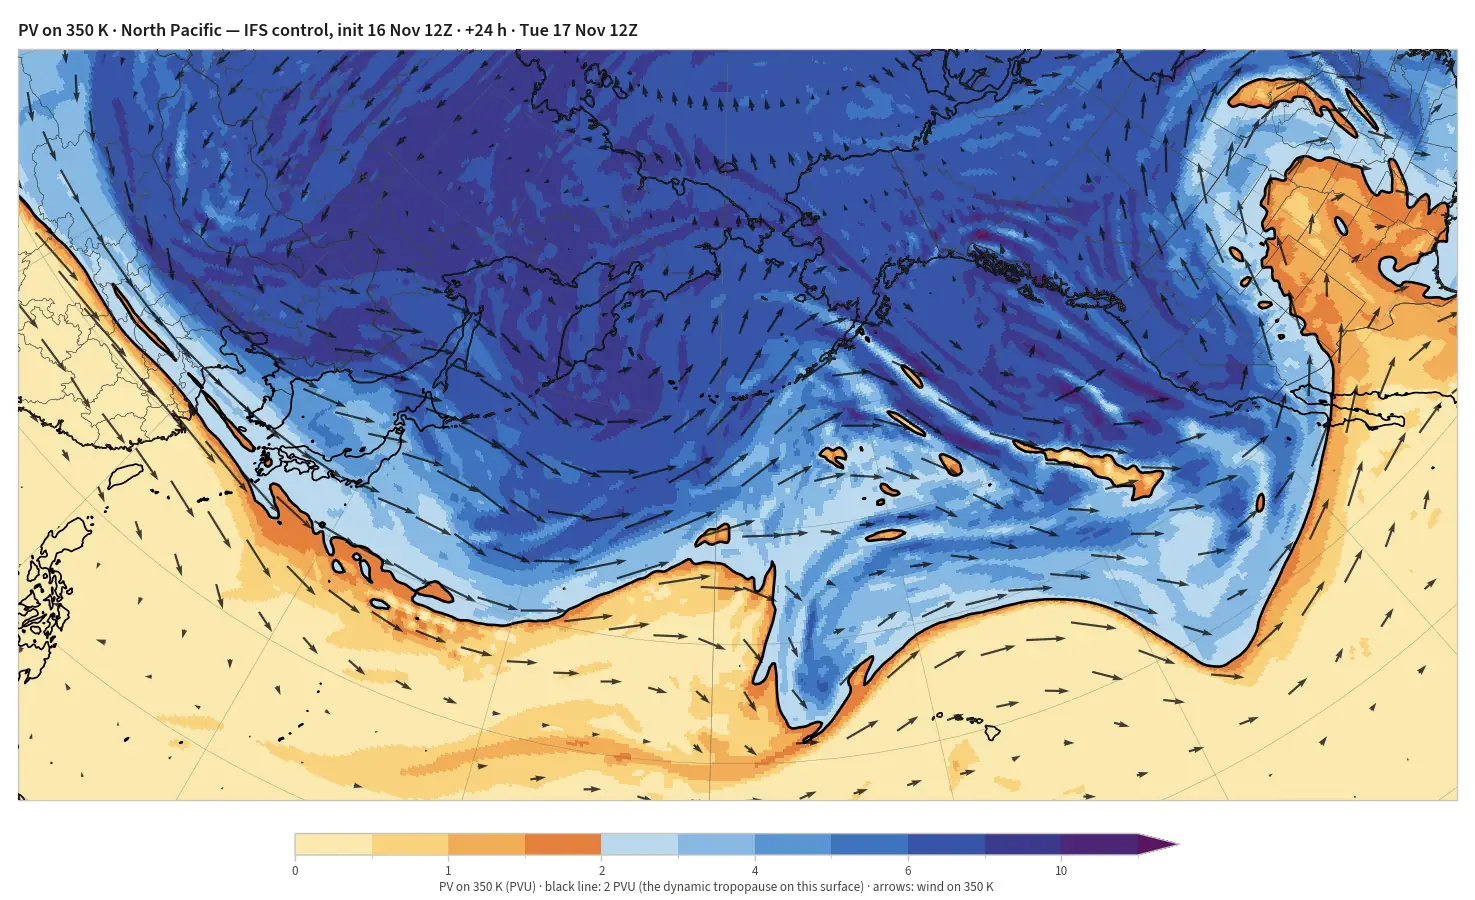 PV on 350 K · North Pacific — IFS control, init 16 Nov 12Z · +24 h · Tue 17 Nov 12Z
0 1 2 4 6 10
PV on 350 K (PVU) · black line: 2 PVU (the dynamic tropopause on this surface) · arrows: wind on 350 K